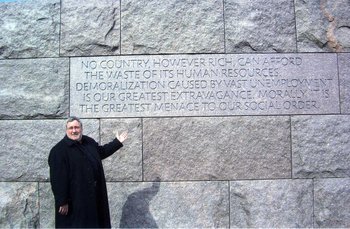 NO COUNTRY, HOWEVER RICH, CAN AFFORD
THE WASTE OF ITS HUMAN RESOURCES.
DEMORALIZATION CAUSED BY VAST UNEMPLOYMENT
IS OUR GREATEST EXTRAVAGANCE. MORALLY, IT IS
THE GREATEST MENACE TO OUR SOCIAL ORDER.